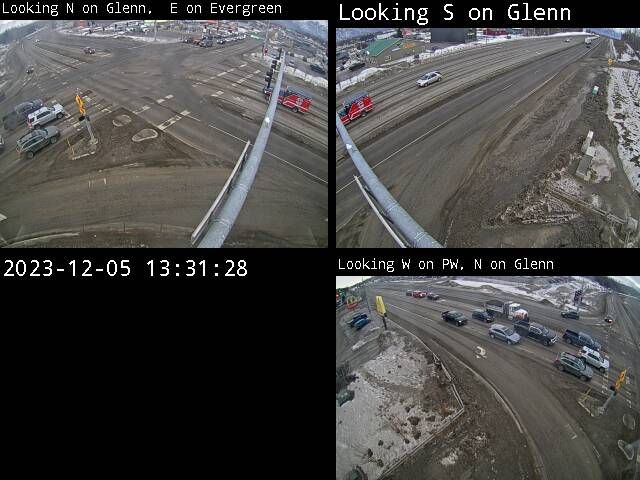 Looking N on Glenn, E on Evergreen
Looking S on Glenn
2023-12-05 13:31:28
Looking W on PW, N on Glenn